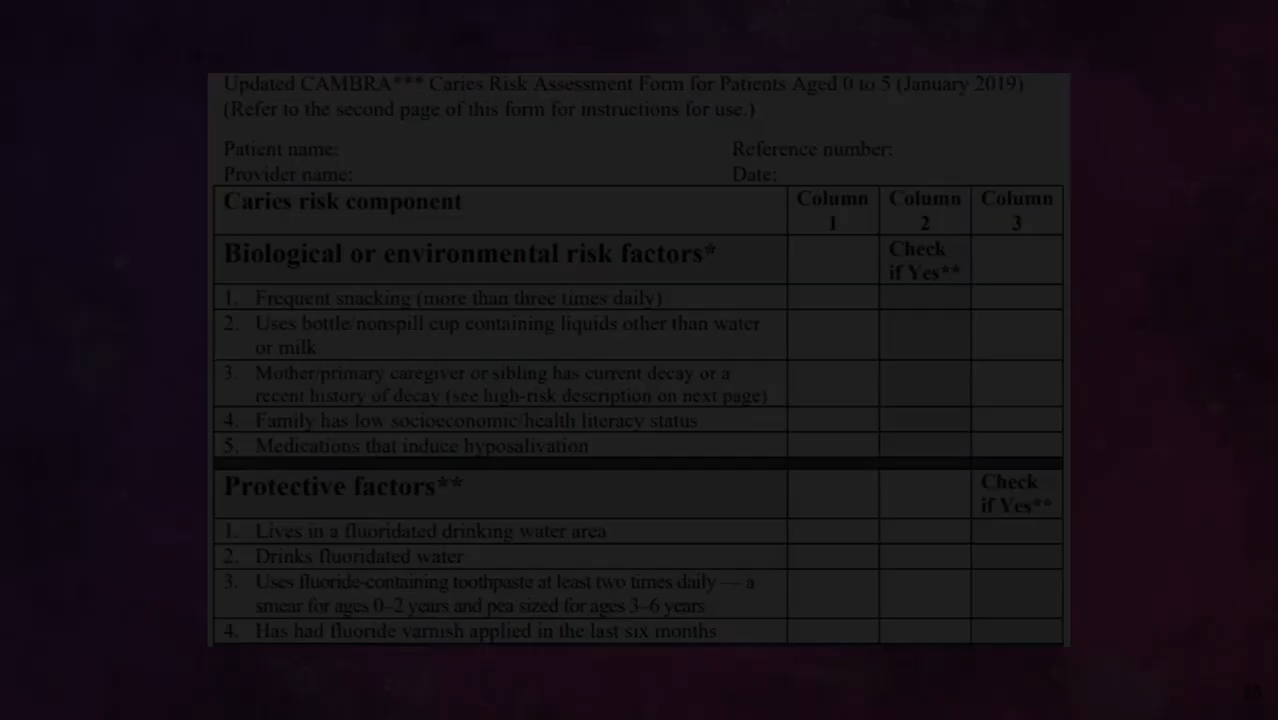 Updated CAMBRA*** Caries Risk Assessment Form for Patients Aged 0 to 5 (January 2019)
(Refer to the second page of this form for instructions for use.)
Patient name: Reference number:
Provider name: Date:
Caries risk component Column 1 Column 2 Column 3
Biological or environmental risk factors* Check if Yes**
1. Frequent snacking (more than three times daily)
2. Uses bottle/nonspill cup containing liquids other than water
or milk
3. Mother/primary caregiver or sibling has current decay or a
recent history of decay (see high-risk description on next page)
4. Family has low socioeconomic/health literacy status
5. Medications that induce hyposalivation
Protective factors** Check if Yes**
1. Lives in a fluoridated drinking water area
2. Drinks fluoridated water
3. Uses fluoride-containing toothpaste at least two times daily — a
smear for ages 0–2 years and pea sized for ages 3–6 years
4. Has had fluoride varnish applied in the last six months